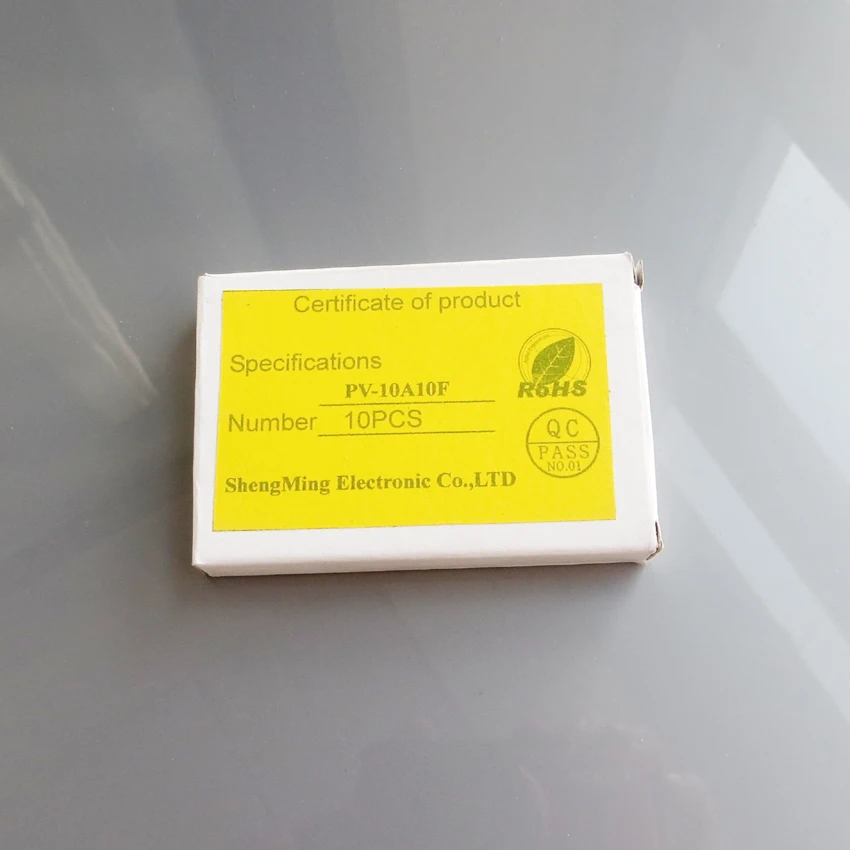 Certificate of product
Specifications
PV-10A10F
Number 10PCS
ShengMing Electronic Co.,LTD
RoHS
QC
PASS
NO.01